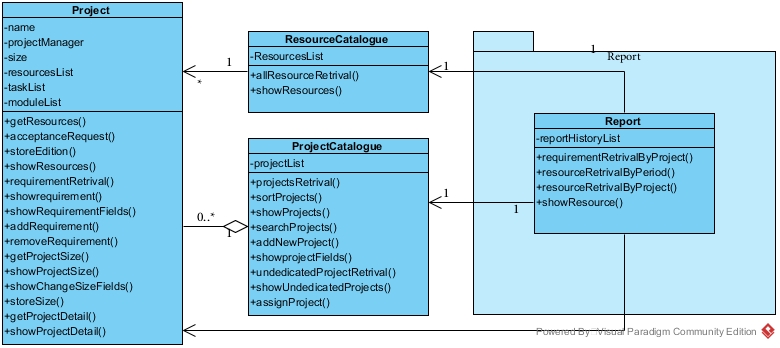 Project
-name
-projectManager
-size
-resourcesList
-taskList
-moduleList
+getResources()
+acceptanceRequest()
+storeEdition()
+showResources()
+requirementRetrival()
+showrequirement()
+showRequirementFields()
+addRequirement()
+removeRequirement()
+getProjectSize()
+showProjectSize()
+showChangeSizeFields()
+storeSize()
+getProjectDetail()
+showProjectDetail()
1
*
ResourceCatalogue
-ResourcesList
+allResourceRetrival()
+showResources()
1
1
Report
0..*
1
ProjectCatalogue
-projectList
+projectsRetrival()
+sortProjects()
+showProjects()
+searchProjects()
+addNewProject()
+showprojectFields()
+undedicatedProjectRetrival()
+showUndedicatedProjects()
+assignProject()
1
1
Report
-reportHistoryList
+requirementRetrivalByProject()
+resourceRetrivalByPeriod()
+resourceRetrivalByProject()
+showResource()
Powered By Visual Paradigm Community Edition